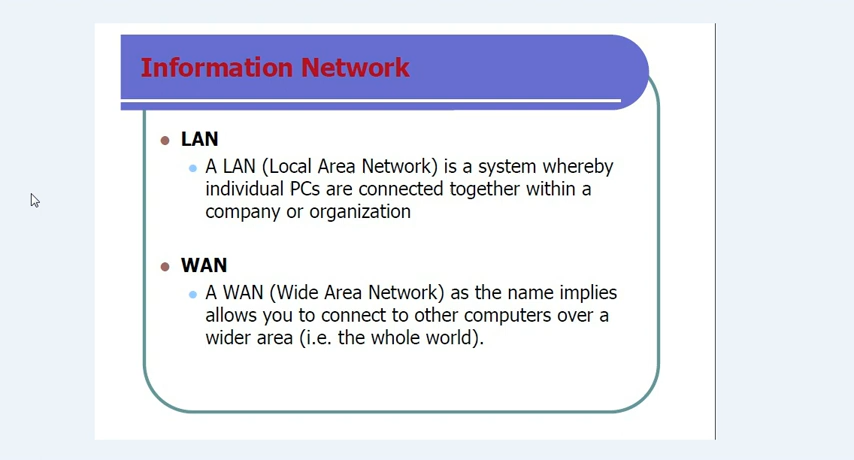 Information Network
LAN
A LAN (Local Area Network) is a system whereby
individual PCs are connected together within a
company or organization
WAN
A WAN (Wide Area Network) as the name implies
allows you to connect to other computers over a
wider area (i.e. the whole world).